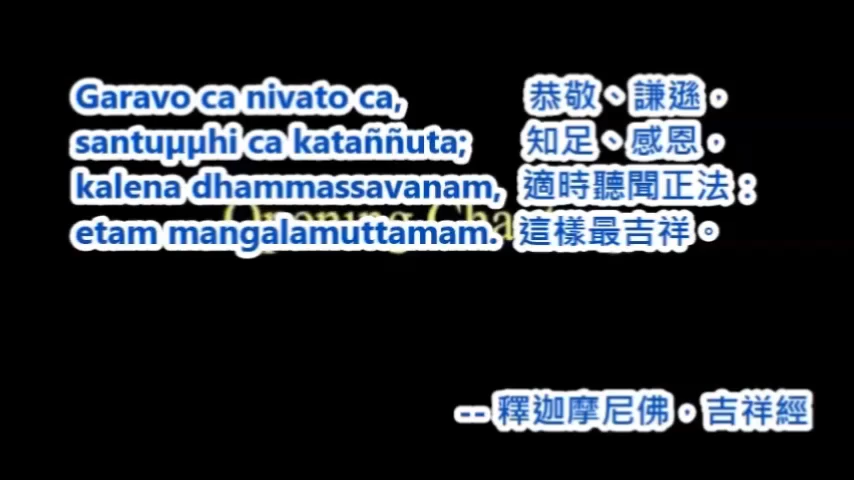 Garavo ca nivato ca, 恭敬、謙遜，
santuµµhi ca kataññuta; 知足、感恩，
kalena dhammassavanam, 適時聽聞正法：
etam mangalamuttamam. 這樣最吉祥。
Opening Cha
-- 釋迦摩尼佛，吉祥經